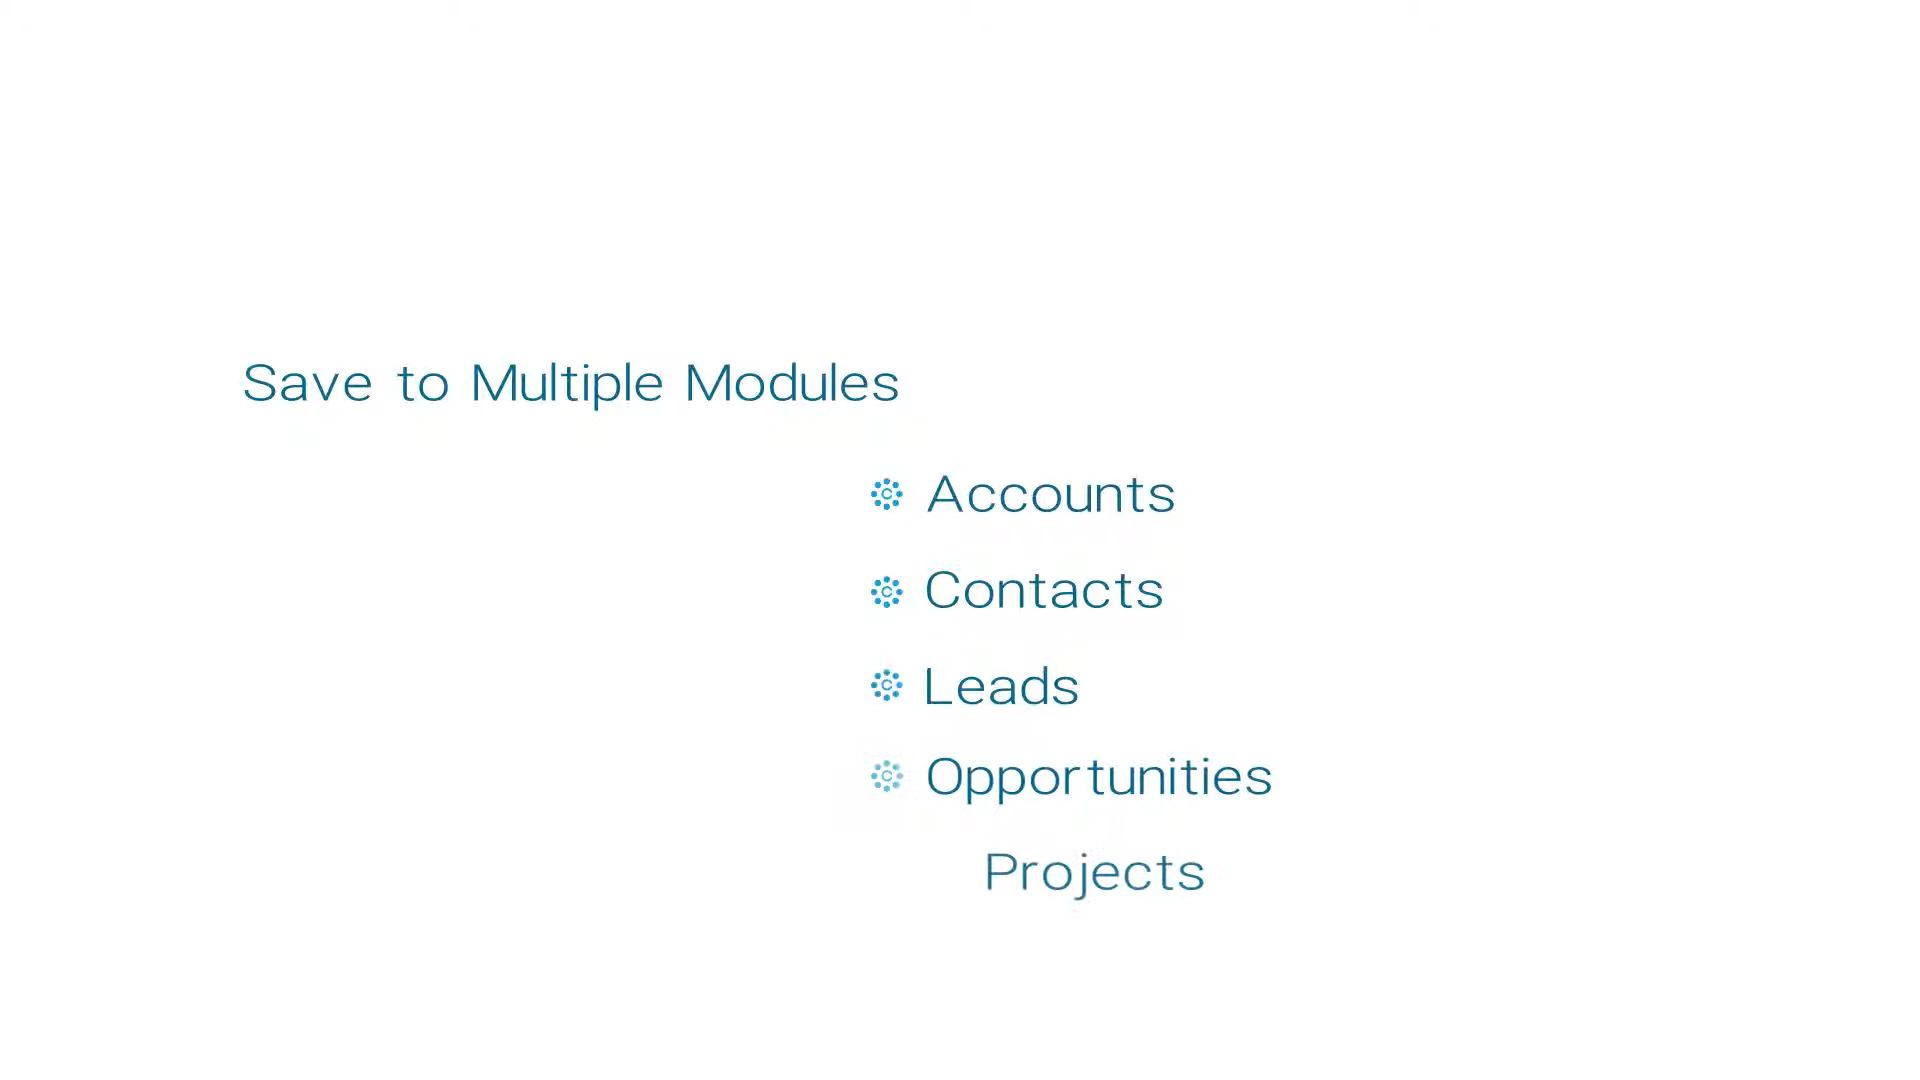 Save to Multiple Modules
Accounts
Contacts
Leads
Opportunities
Projects